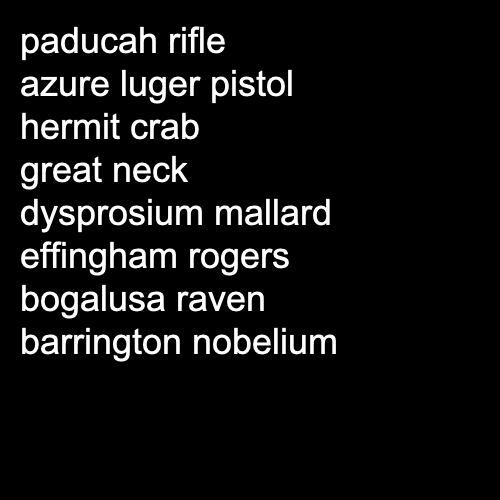 paducah rifle
azure luger pistol
hermit crab
great neck
dysprosium mallard
effingham rogers
bogalusa raven
barrington nobelium